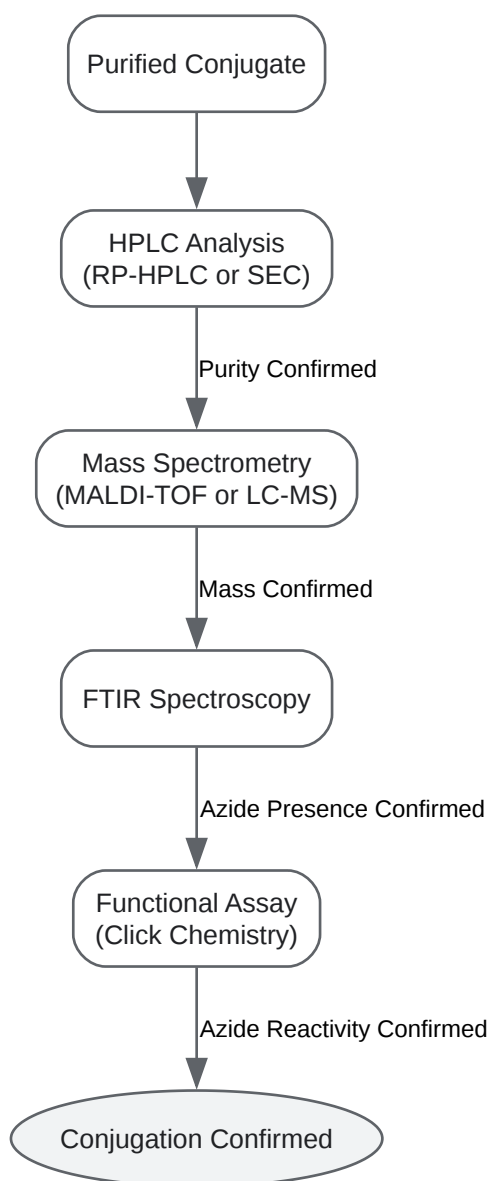 Purified Conjugate
HPLC Analysis
(RP-HPLC or SEC)
Purity Confirmed
Mass Spectrometry
(MALDI-TOF or LC-MS)
Mass Confirmed
FTIR Spectroscopy
Azide Presence Confirmed
Functional Assay
(Click Chemistry)
Azide Reactivity Confirmed
Conjugation Confirmed